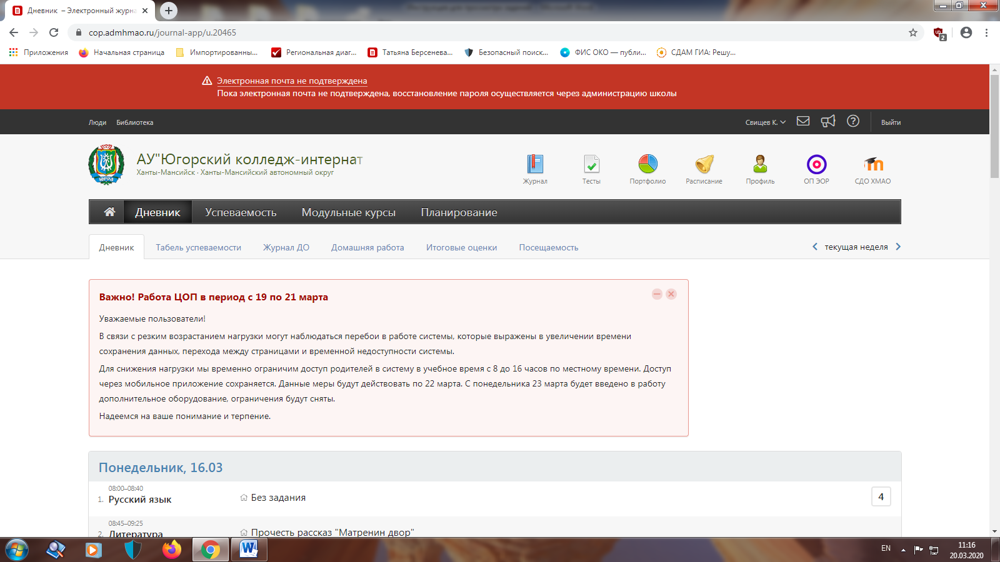 Дневник – Электронный журна
cop.admhmao.ru/journal-app/u.20465
2
Приложения Начальная страница Импортированны... Региональная диаг... Татьяна Берсенева... Безопасный поиск... ФИС ОКО — публи... СДАМ ГИА: Решу...
Электронная почта не подтверждена
Пока электронная почта не подтверждена, восстановление пароля осуществляется через администрацию школы
Люди Библиотека Свищев К. Выйти
АУ"Югорский колледж-интернат
Ханты-Мансийск · Ханты-Мансийский автономный округ
Журнал Тесты Портфолио Расписание Профиль ОП ЭОР СДО ХМАО
Дневник Успеваемость Модульные курсы Планирование
Дневник Табель успеваемости Журнал ДО Домашняя работа Итоговые оценки Посещаемость текущая неделя
Важно! Работа ЦОП в период с 19 по 21 марта
Уважаемые пользователи!
В связи с резким возрастанием нагрузки могут наблюдаться перебои в работе системы, которые выражены в увеличении времени
сохранения данных, перехода между страницами и временной недоступности системы.
Для снижения нагрузки мы временно ограничим доступ родителей в систему в учебное время с 8 до 16 часов по местному времени. Доступ
через мобильное приложение сохраняется. Данные меры будут действовать по 22 марта. С понедельника 23 марта будет введено в работу
дополнительное оборудование, ограничения будут сняты.
Надеемся на ваше понимание и терпение.
Понедельник, 16.03
08:00–08:40
1. Русский язык Без задания 4
08:45–09:25
2. Литература Прочесть рассказ "Матренин двор"
EN 11:16
20.03.2020